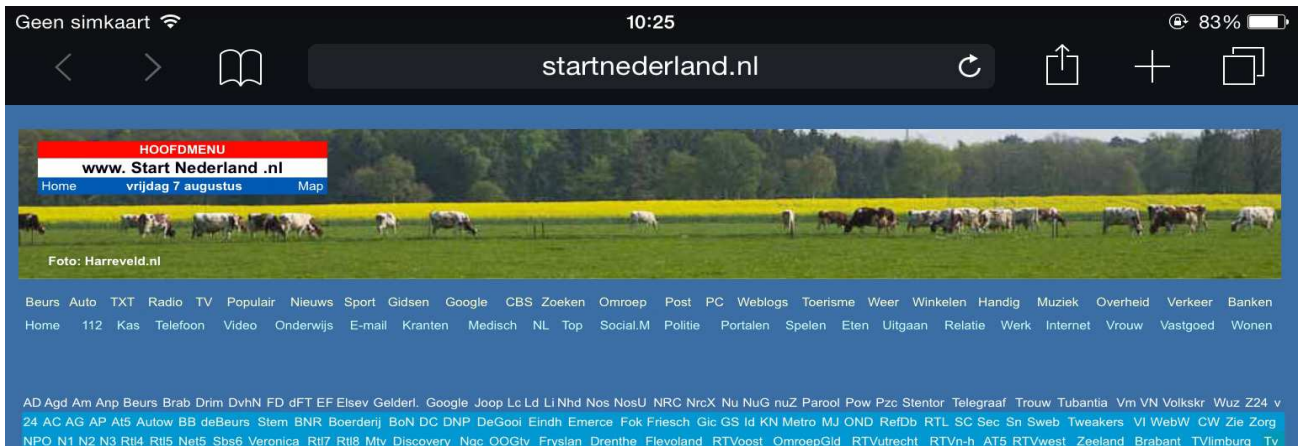 Geen simkaart 10:25 83%
startnederland.nl
HOOFDMENU
www. Start Nederland .nl
Home vrijdag 7 augustus Map
Foto: Harreveld.nl
Beurs Auto TXT Radio TV Populair Nieuws Sport Gidsen Google CBS Zoeken Omroep Post PC Weblogs Toerisme Weer Winkelen Handig Muziek Overheid Verkeer Banken
Home 112 Kas Telefoon Video Onderwijs E-mail Kranten Medisch NL Top Social.M Politie Portalen Spelen Eten Uitgaan Relatie Werk Internet Vrouw Vastgoed Wonen
AD Agd Am Anp Beurs Brab Drim DvhN FD dFT EF Elsev Gelderl. Google Joop Lc Ld Li Nhd Nos NosU NRC NrcX Nu NuG nuZ Parool Pow Pzc Stentor Telegraaf Trouw Tubantia Vm VN Volkskr Wuz Z24 v
24 AC AG AP At5 Autow BB deBeurs Stem BNR Boerderij BoN DC DNP DeGooi Eindh Emerce Fok Friesch Gic GS Id KN Metro MJ OND RefDb RTL SC Sec Sn Sweb Tweakers VI WebW CW Zie Zorg
NPO N1 N2 N3 Rtl4 Rtl5 Net5 Sbs6 Veronica Rtl7 Rtl8 Mtv Discovery Ngc OOGtv Fryslan Drenthe Flevoland RTVoost OmroepGld RTVutrecht RTVn-h AT5 RTVwest Zeeland Brabant TVlimburg Tv